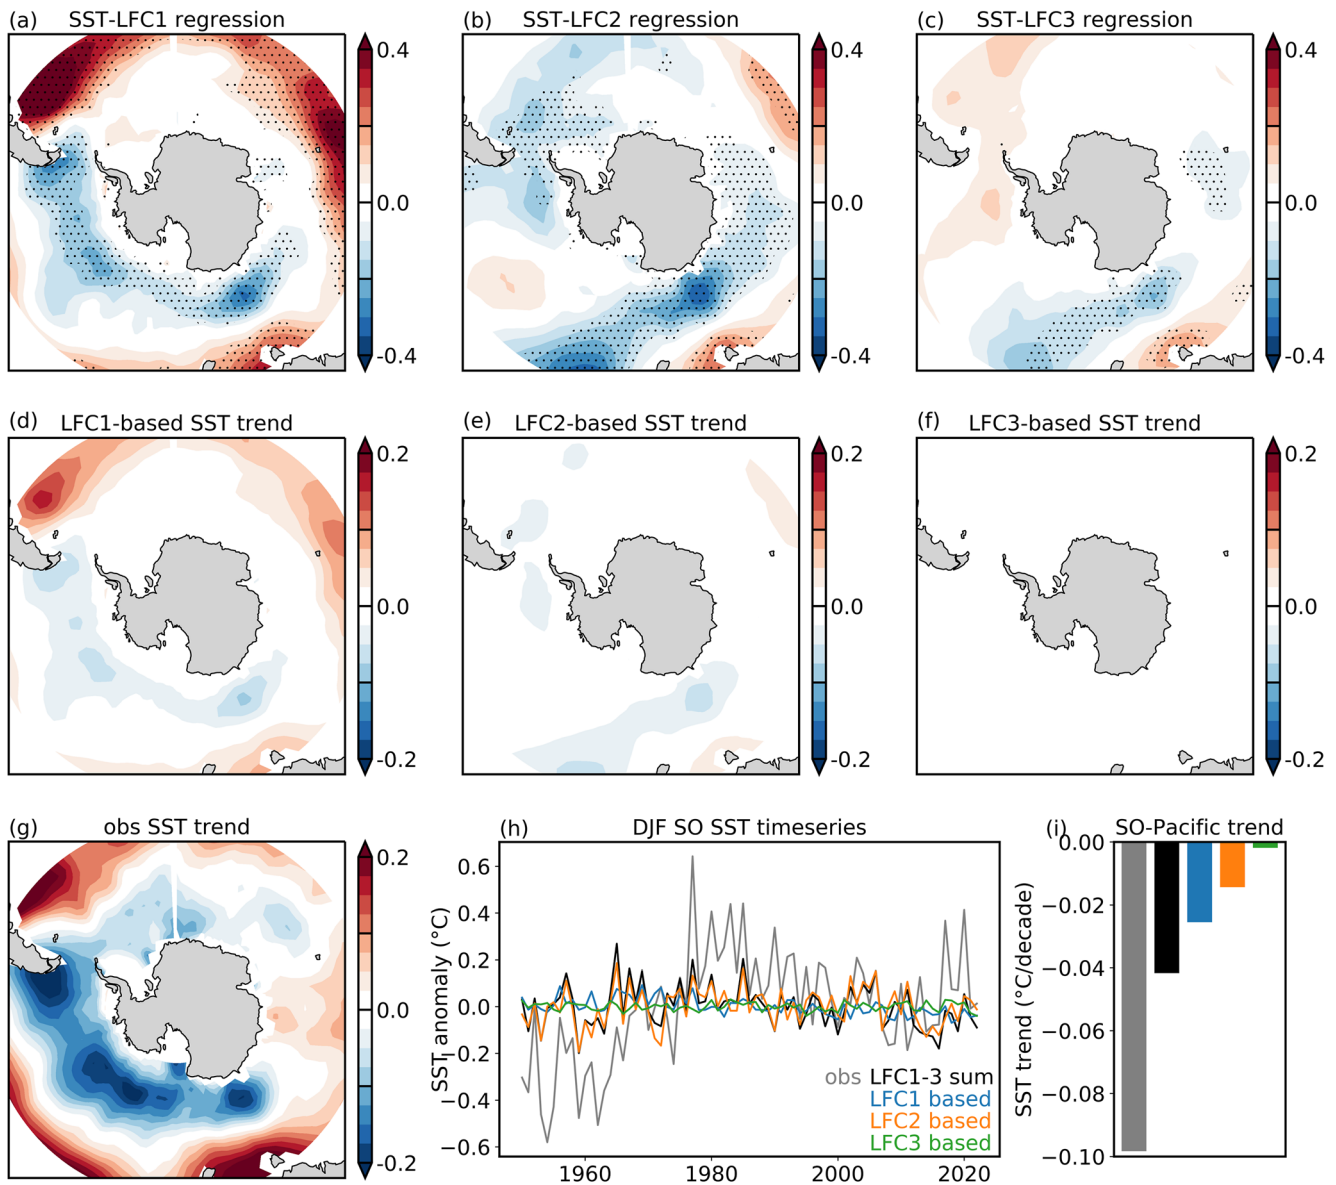 (a) SST-LFC1 regression
(b) SST-LFC2 regression
(c) SST-LFC3 regression
0.4
0.0
-0.4
0.4
0.0
-0.4
0.4
0.0
-0.4
(d) LFC1-based SST trend
(e) LFC2-based SST trend
(f) LFC3-based SST trend
0.2
0.0
-0.2
0.2
0.0
-0.2
0.2
0.0
-0.2
(g) obs SST trend
0.2
0.0
-0.2
(h) DJF SO SST timeseries
SST anomaly (°C)
0.6
0.4
0.2
0.0
−0.2
−0.4
−0.6
1960
1980
2000
2020
obs LFC1-3 sum
LFC1 based
LFC2 based
LFC3 based
(i) SO-Pacific trend
SST trend (°C/decade)
0.00
−0.02
−0.04
−0.06
−0.08
−0.10